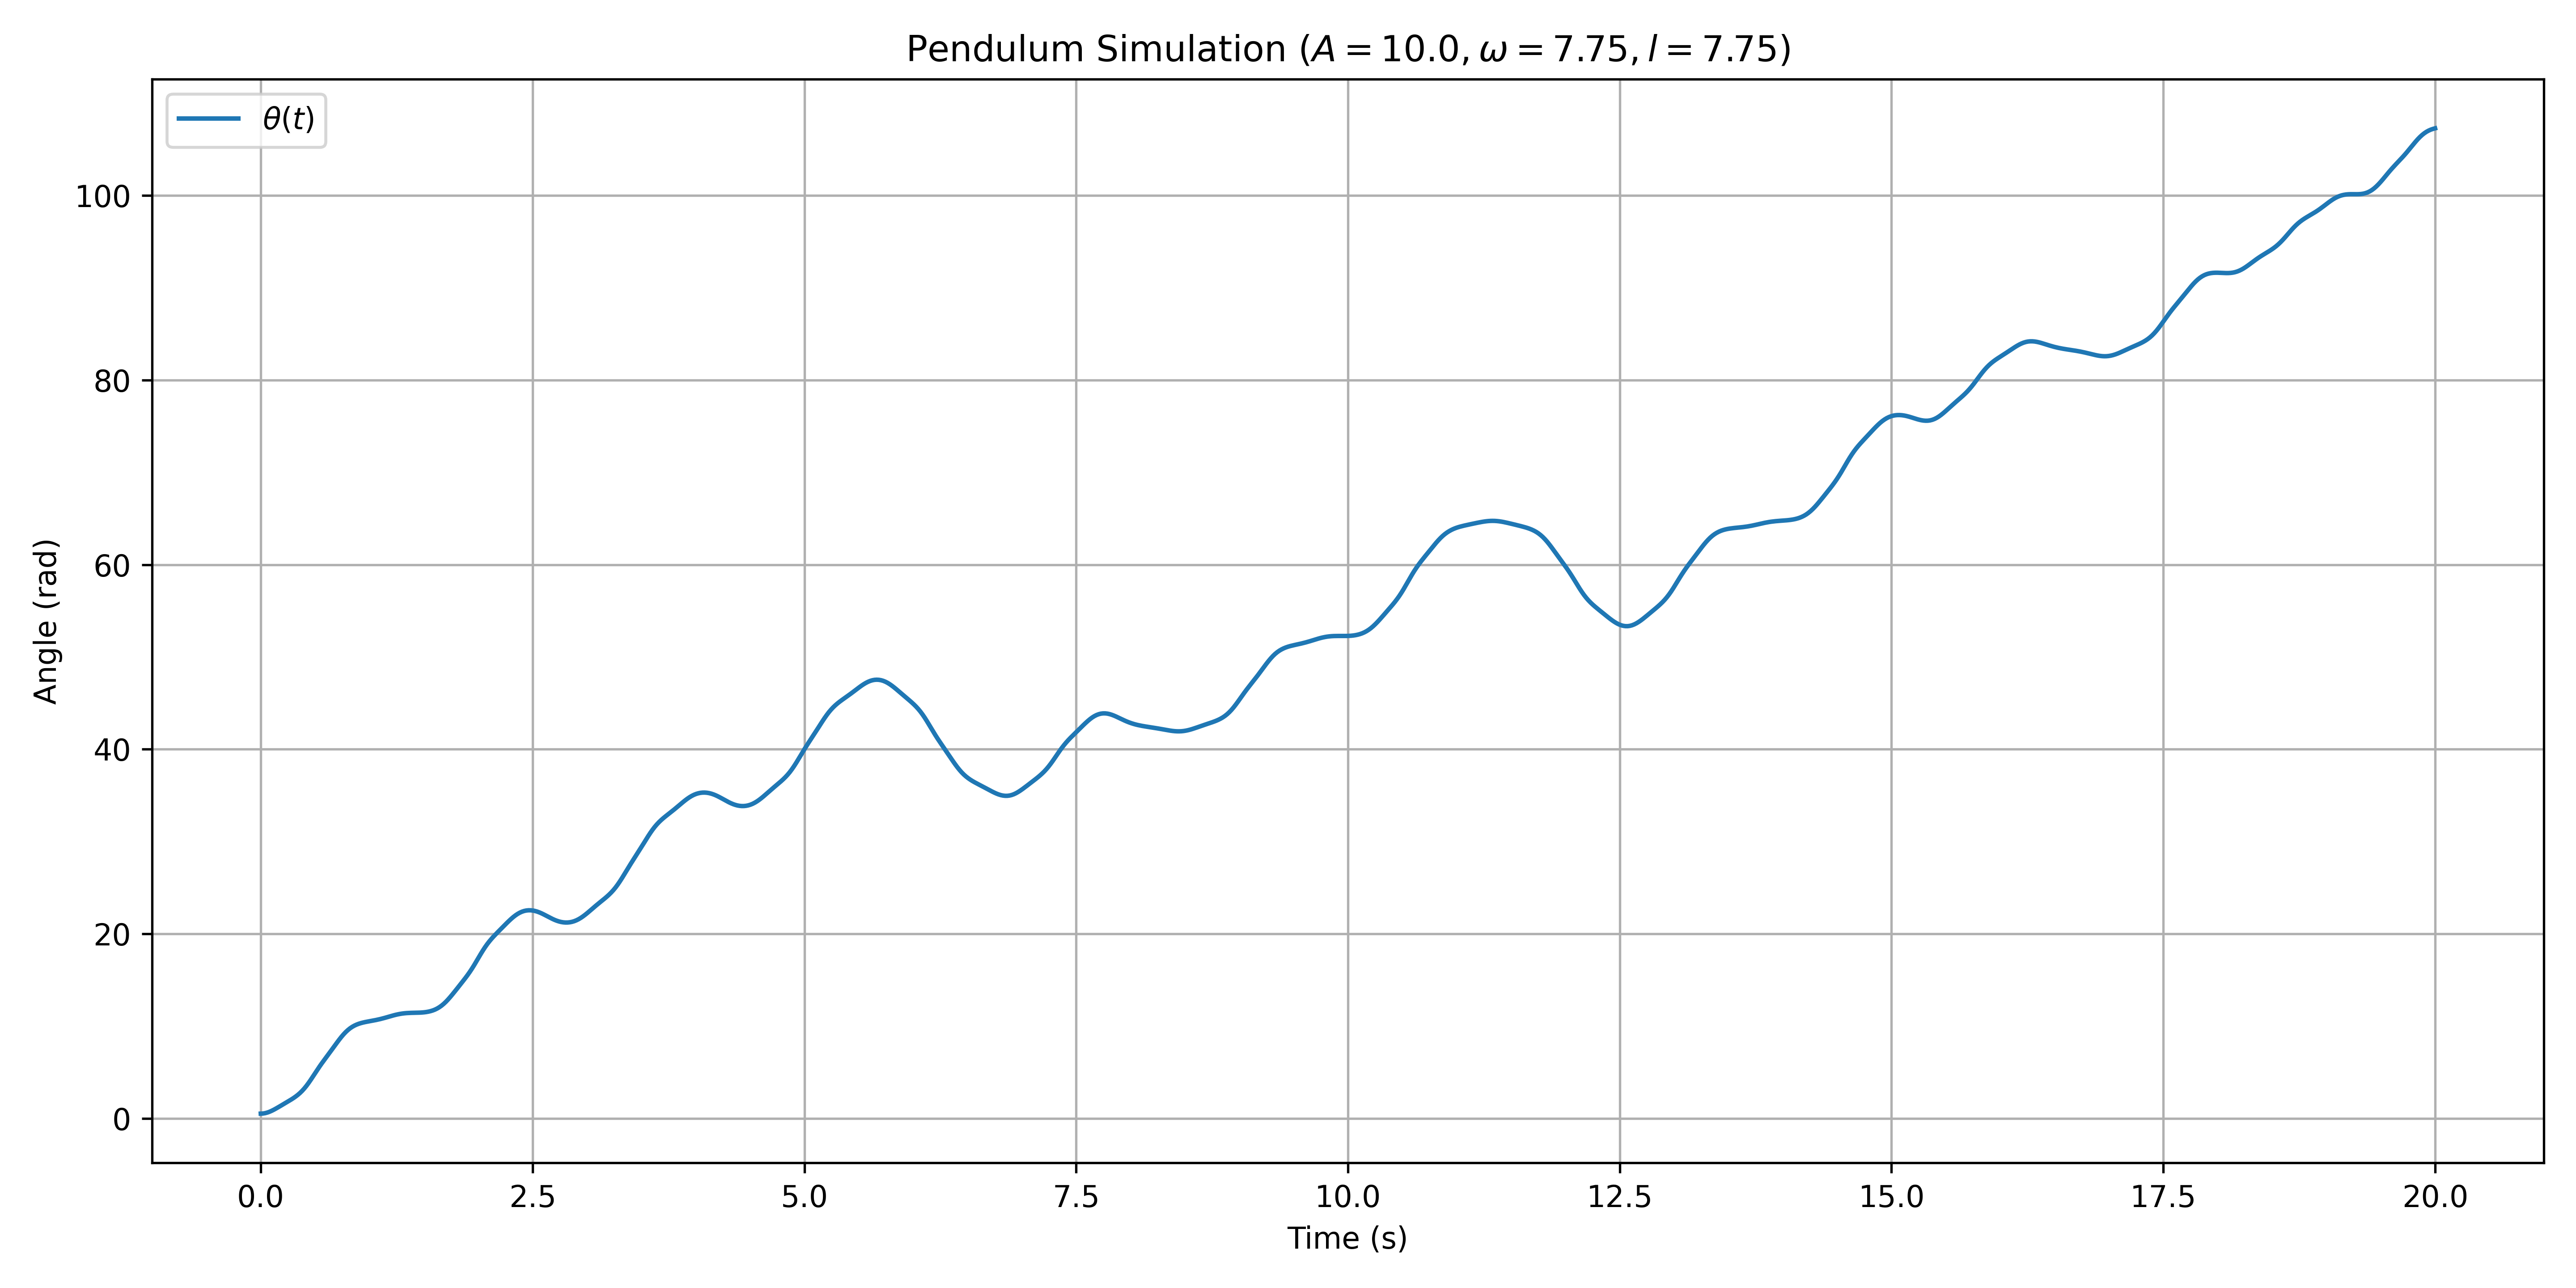 Pendulum Simulation (A = 10.0, ω = 7.75, l = 7.75)
θ(t)
Angle (rad)
100
80
60
40
20
0
0.0 2.5 5.0 7.5 10.0 12.5 15.0 17.5 20.0
Time (s)